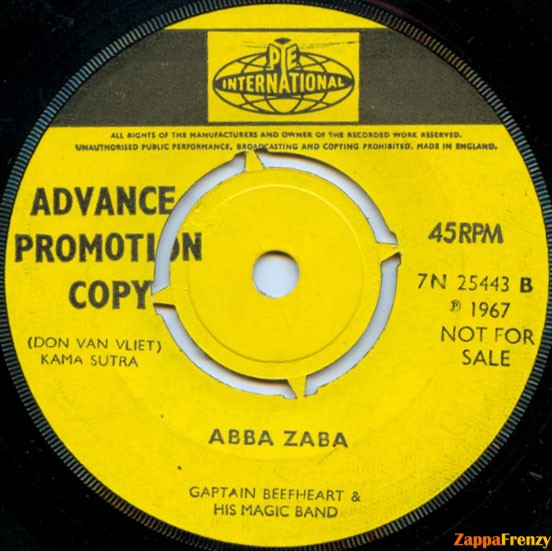 PYE
INTERNATIONAL
ALL RIGHTS OF THE MANUFACTURERS AND OWNER OF THE RECORDED WORK RESERVED.
UNAUTHORISED PUBLIC PERFORMANCE, BROADCASTING AND COPYING PROHIBITED. MADE IN ENGLAND.
ADVANCE
PROMOTION
COPY
(DON VAN VLIET)
KAMA SUTRA
45RPM
7N 25443 B
℗ 1967
NOT FOR
SALE
ABBA ZABA
GAPTAIN BEEFHEART &
HIS MAGIC BAND
ZappaFrenzy